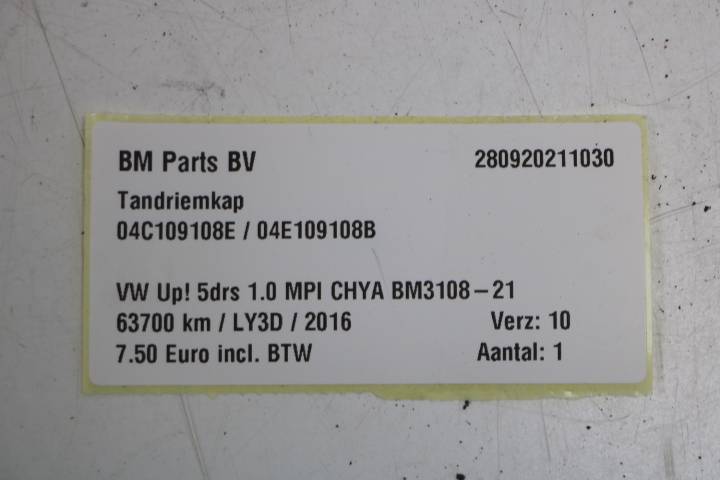 BM Parts BV 280920211030
Tandriemkap
04C109108E / 04E109108B
VW Up! 5drs 1.0 MPI CHYA BM3108-21
63700 km / LY3D / 2016 Verz: 10
7.50 Euro incl. BTW Aantal: 1